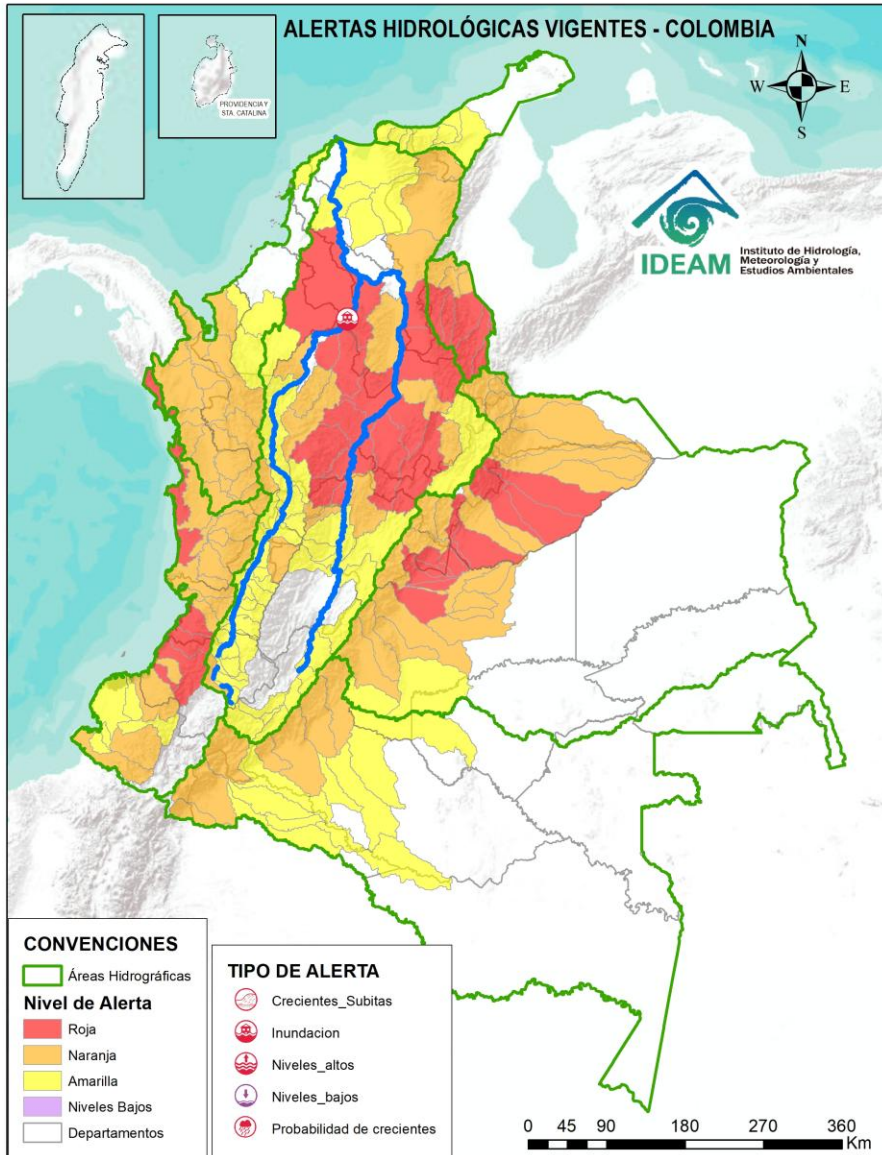 ALERTAS HIDROLÓGICAS VIGENTES - COLOMBIA
PROVIDENCIA Y
STA. CATALINA
N
W
E
S
IDEAM
Instituto de Hidrología,
Meteorología y
Estudios Ambientales
CONVENCIONES
Áreas Hidrográficas
Nivel de Alerta
Roja
Naranja
Amarilla
Niveles Bajos
Departamentos
TIPO DE ALERTA
Crecientes_Subitas
Inundacion
Niveles_altos
Niveles_bajos
Probabilidad de crecientes
0 45 90 180 270 360
Km